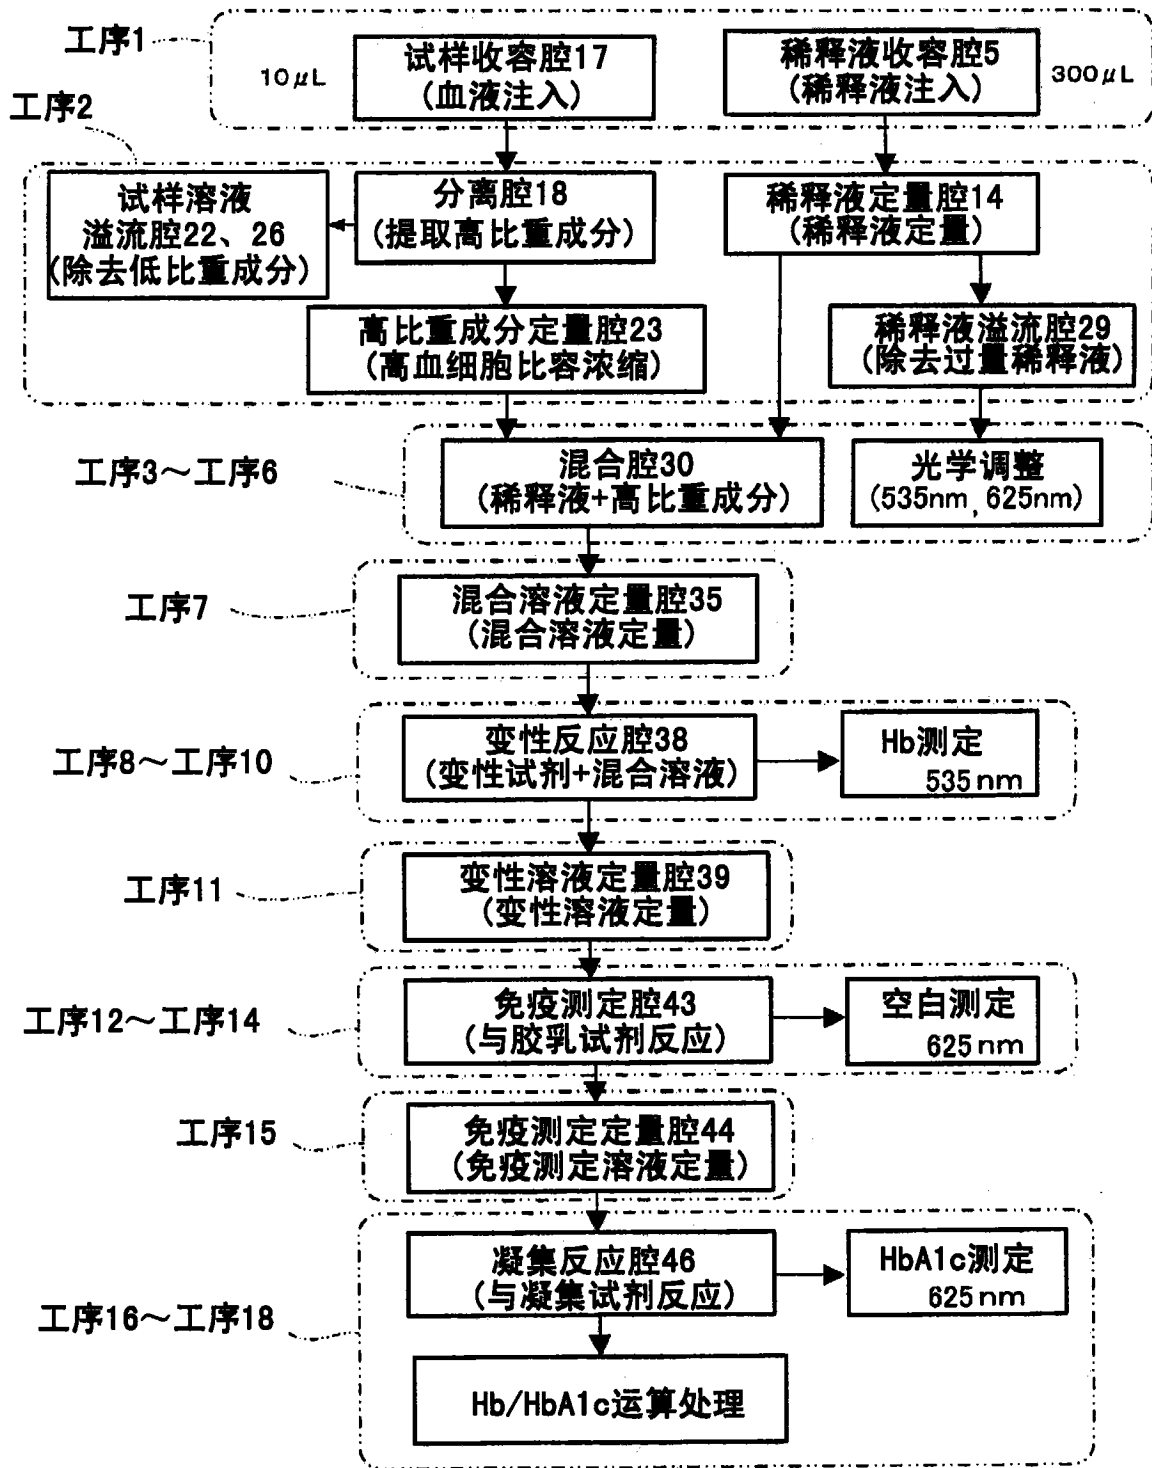 工序1
10μL
试样收容腔17
(血液注入)
稀释液收容腔5
(稀释液注入)
300μL
工序2
试样溶液
溢流腔22、26
(除去低比重成分)
分离腔18
(提取高比重成分)
稀释液定量腔14
(稀释液定量)
高比重成分定量腔23
(高血细胞比容浓缩)
稀释液溢流腔29
(除去过量稀释液)
工序3～工序6
混合腔30
(稀释液+高比重成分)
光学调整
(535nm,625nm)
工序7
混合溶液定量腔35
(混合溶液定量)
工序8～工序10
变性反应腔38
(变性试剂+混合溶液)
Hb测定
535nm
工序11
变性溶液定量腔39
(变性溶液定量)
工序12～工序14
免疫测定腔43
(与胶乳试剂反应)
空白测定
625nm
工序15
免疫测定定量腔44
(免疫测定溶液定量)
工序16～工序18
凝集反应腔46
(与凝集试剂反应)
HbA1c测定
625nm
Hb/HbA1c运算处理